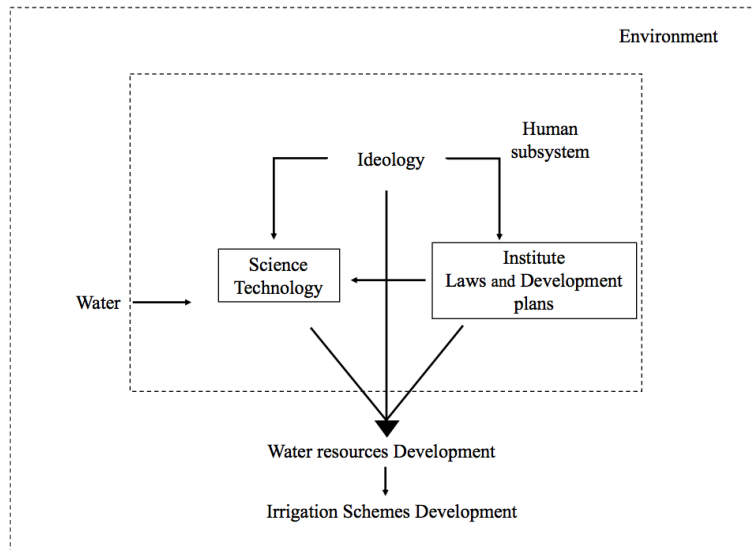 Environment
Human
subsystem
Ideology
Science
Technology
Institute
Laws and Development
plans
Water
Water resources Development
Irrigation Schemes Development